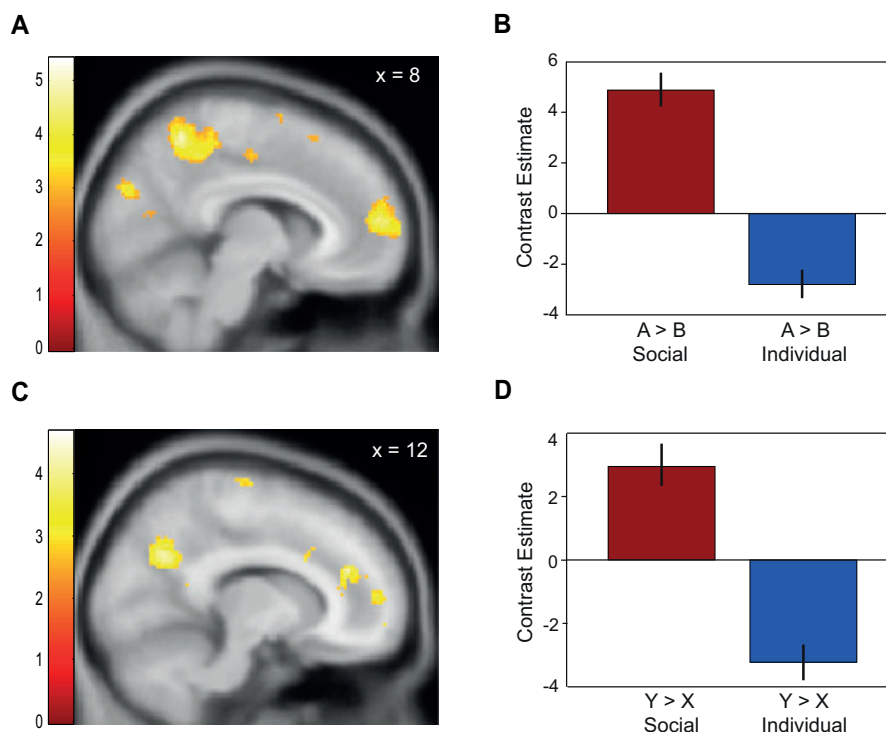 A
x = 8
5
4
3
2
1
0
B
Contrast Estimate
6
4
2
0
-2
-4
A > B
Social
A > B
Individual
C
x = 12
4
3
2
1
0
D
Contrast Estimate
4
2
0
-2
-4
Y > X
Social
Y > X
Individual